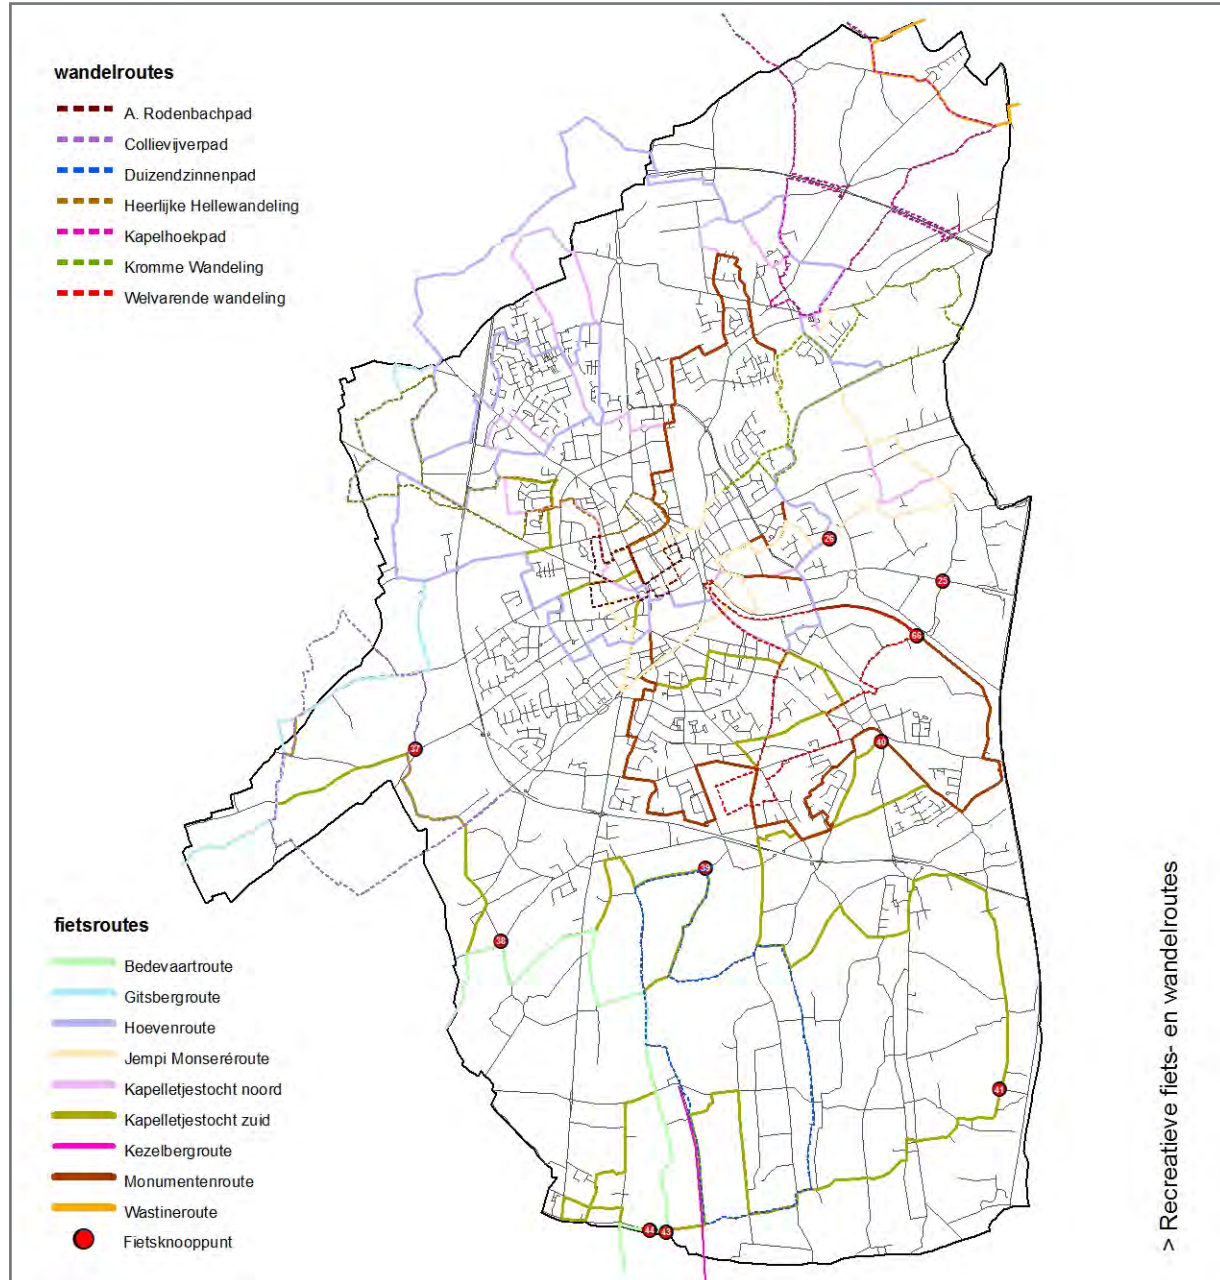 wandelroutes
A. Rodenbachpad
Collievijverpad
Duizendzinnenpad
Heerlijke Hellewandeling
Kapelhoekpad
Kromme Wandeling
Welvarende wandeling
26
25
66
37
40
39
38
41
44
43
fietsroutes
Bedevaartroute
Gitsbergroute
Hoevenroute
Jempi Monseréroute
Kapelletjestocht noord
Kapelletjestocht zuid
Kezelbergroute
Monumentenroute
Wastineroute
Fietsknooppunt
> Recreatieve fiets- en wandelroutes